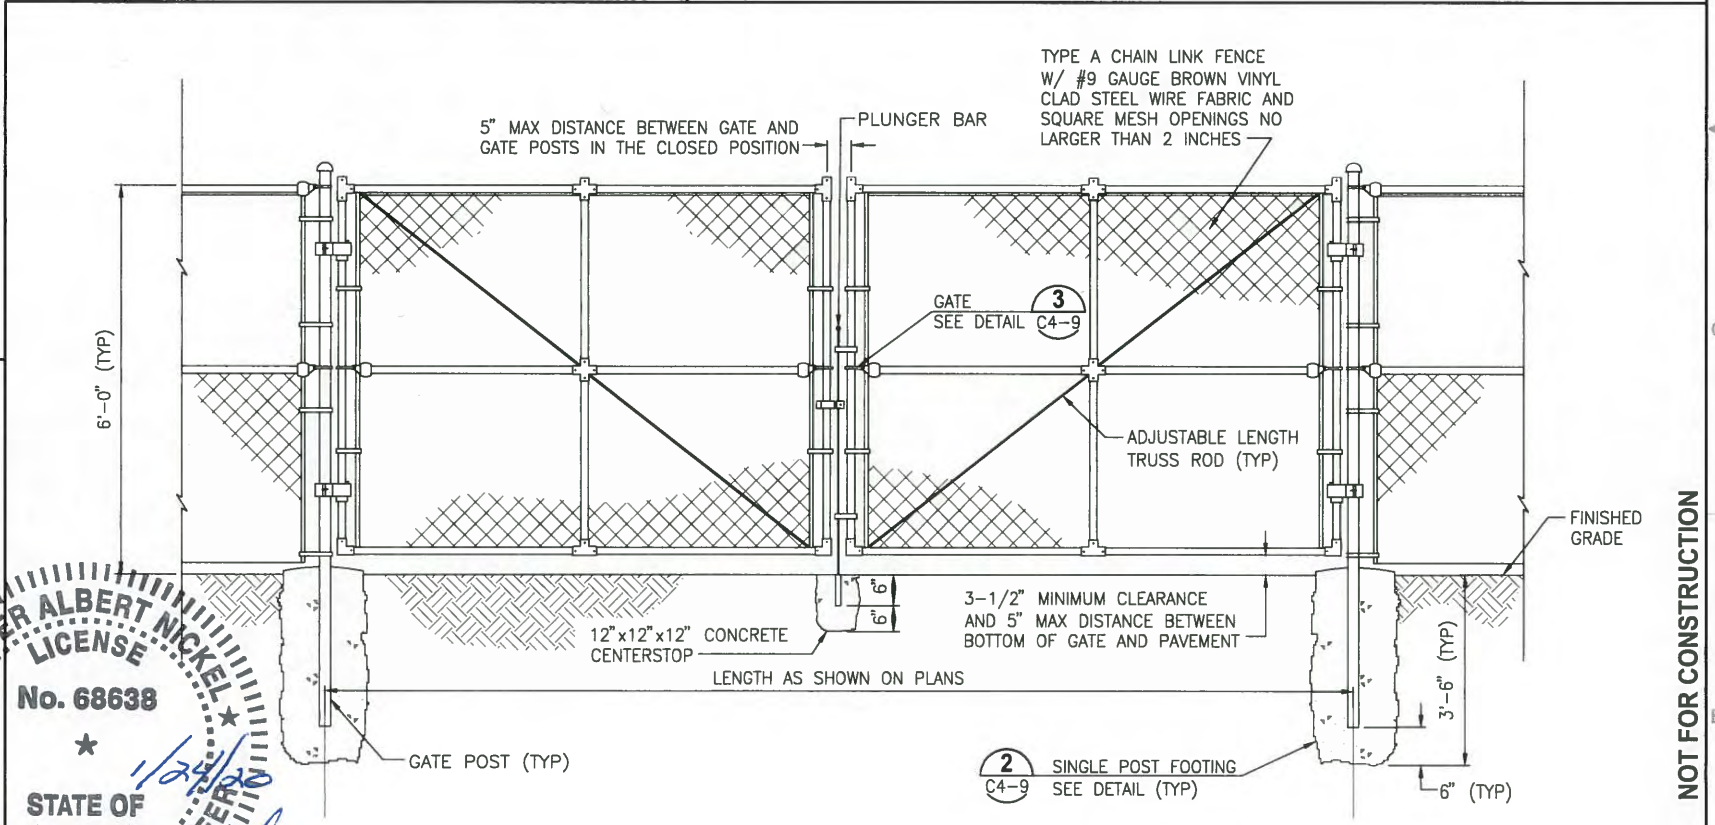 TYPE A CHAIN LINK FENCE
W/ #9 GAUGE BROWN VINYL
CLAD STEEL WIRE FABRIC AND
SQUARE MESH OPENINGS NO
LARGER THAN 2 INCHES
5" MAX DISTANCE BETWEEN GATE AND
GATE POSTS IN THE CLOSED POSITION
PLUNGER BAR
GATE
SEE DETAIL
3
C4-9
6'-0" (TYP)
ADJUSTABLE LENGTH
TRUSS ROD (TYP)
FINISHED
GRADE
6"
6"
3-1/2" MINIMUM CLEARANCE
AND 5" MAX DISTANCE BETWEEN
BOTTOM OF GATE AND PAVEMENT
12"x12"x12" CONCRETE
CENTERSTOP
LENGTH AS SHOWN ON PLANS
3'-6" (TYP)
GATE POST (TYP)
2
C4-9
SINGLE POST FOOTING
SEE DETAIL (TYP)
6" (TYP)
NOT FOR CONSTRUCTION
ALBERT NICKEL
LICENSE
No. 68638
1/24/20
STATE OF